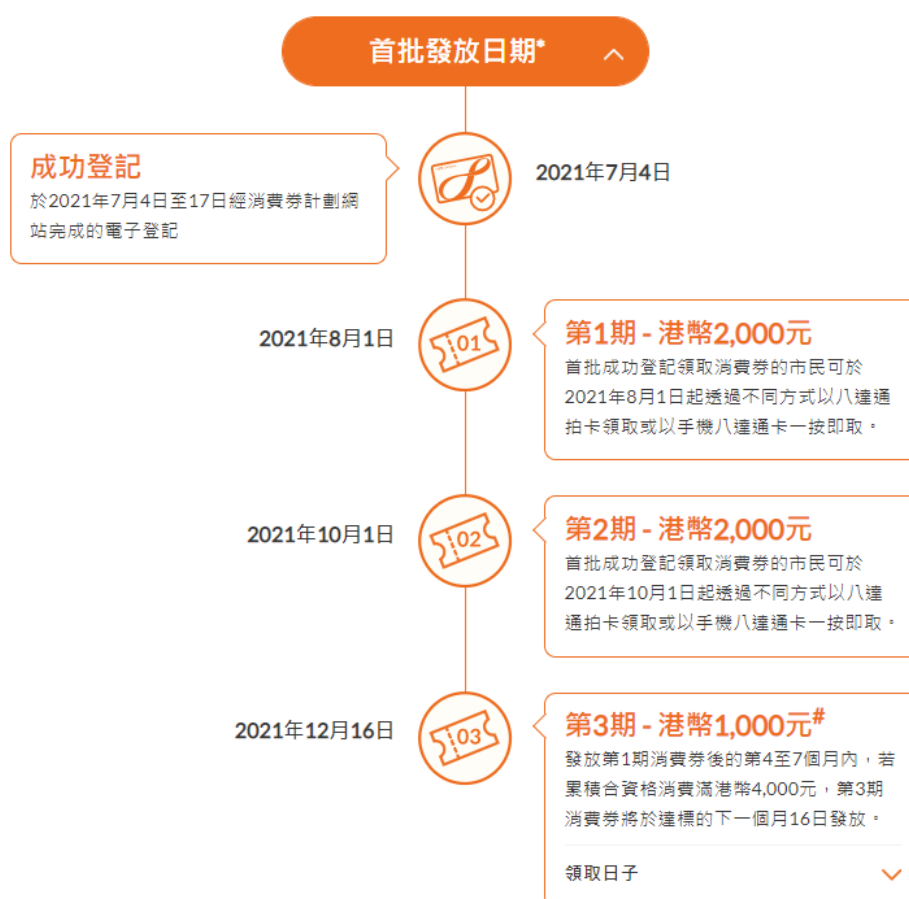 首批發放日期*
成功登記
於2021年7月4日至17日經消費券計劃網
站完成的電子登記
2021年7月4日
2021年8月1日
01
第1期 - 港幣2,000元
首批成功登記領取消費券的市民可於
2021年8月1日起透過不同方式以八達通
拍卡領取或以手機八達通卡一按即取。
2021年10月1日
02
第2期 - 港幣2,000元
首批成功登記領取消費券的市民可於
2021年10月1日起透過不同方式以八達
通拍卡領取或以手機八達通卡一按即取。
2021年12月16日
03
第3期 - 港幣1,000元#
發放第1期消費券後的第4至7個月內，若
累積合資格消費滿港幣4,000元，第3期
消費券將於達標的下一個月16日發放。
領取日子